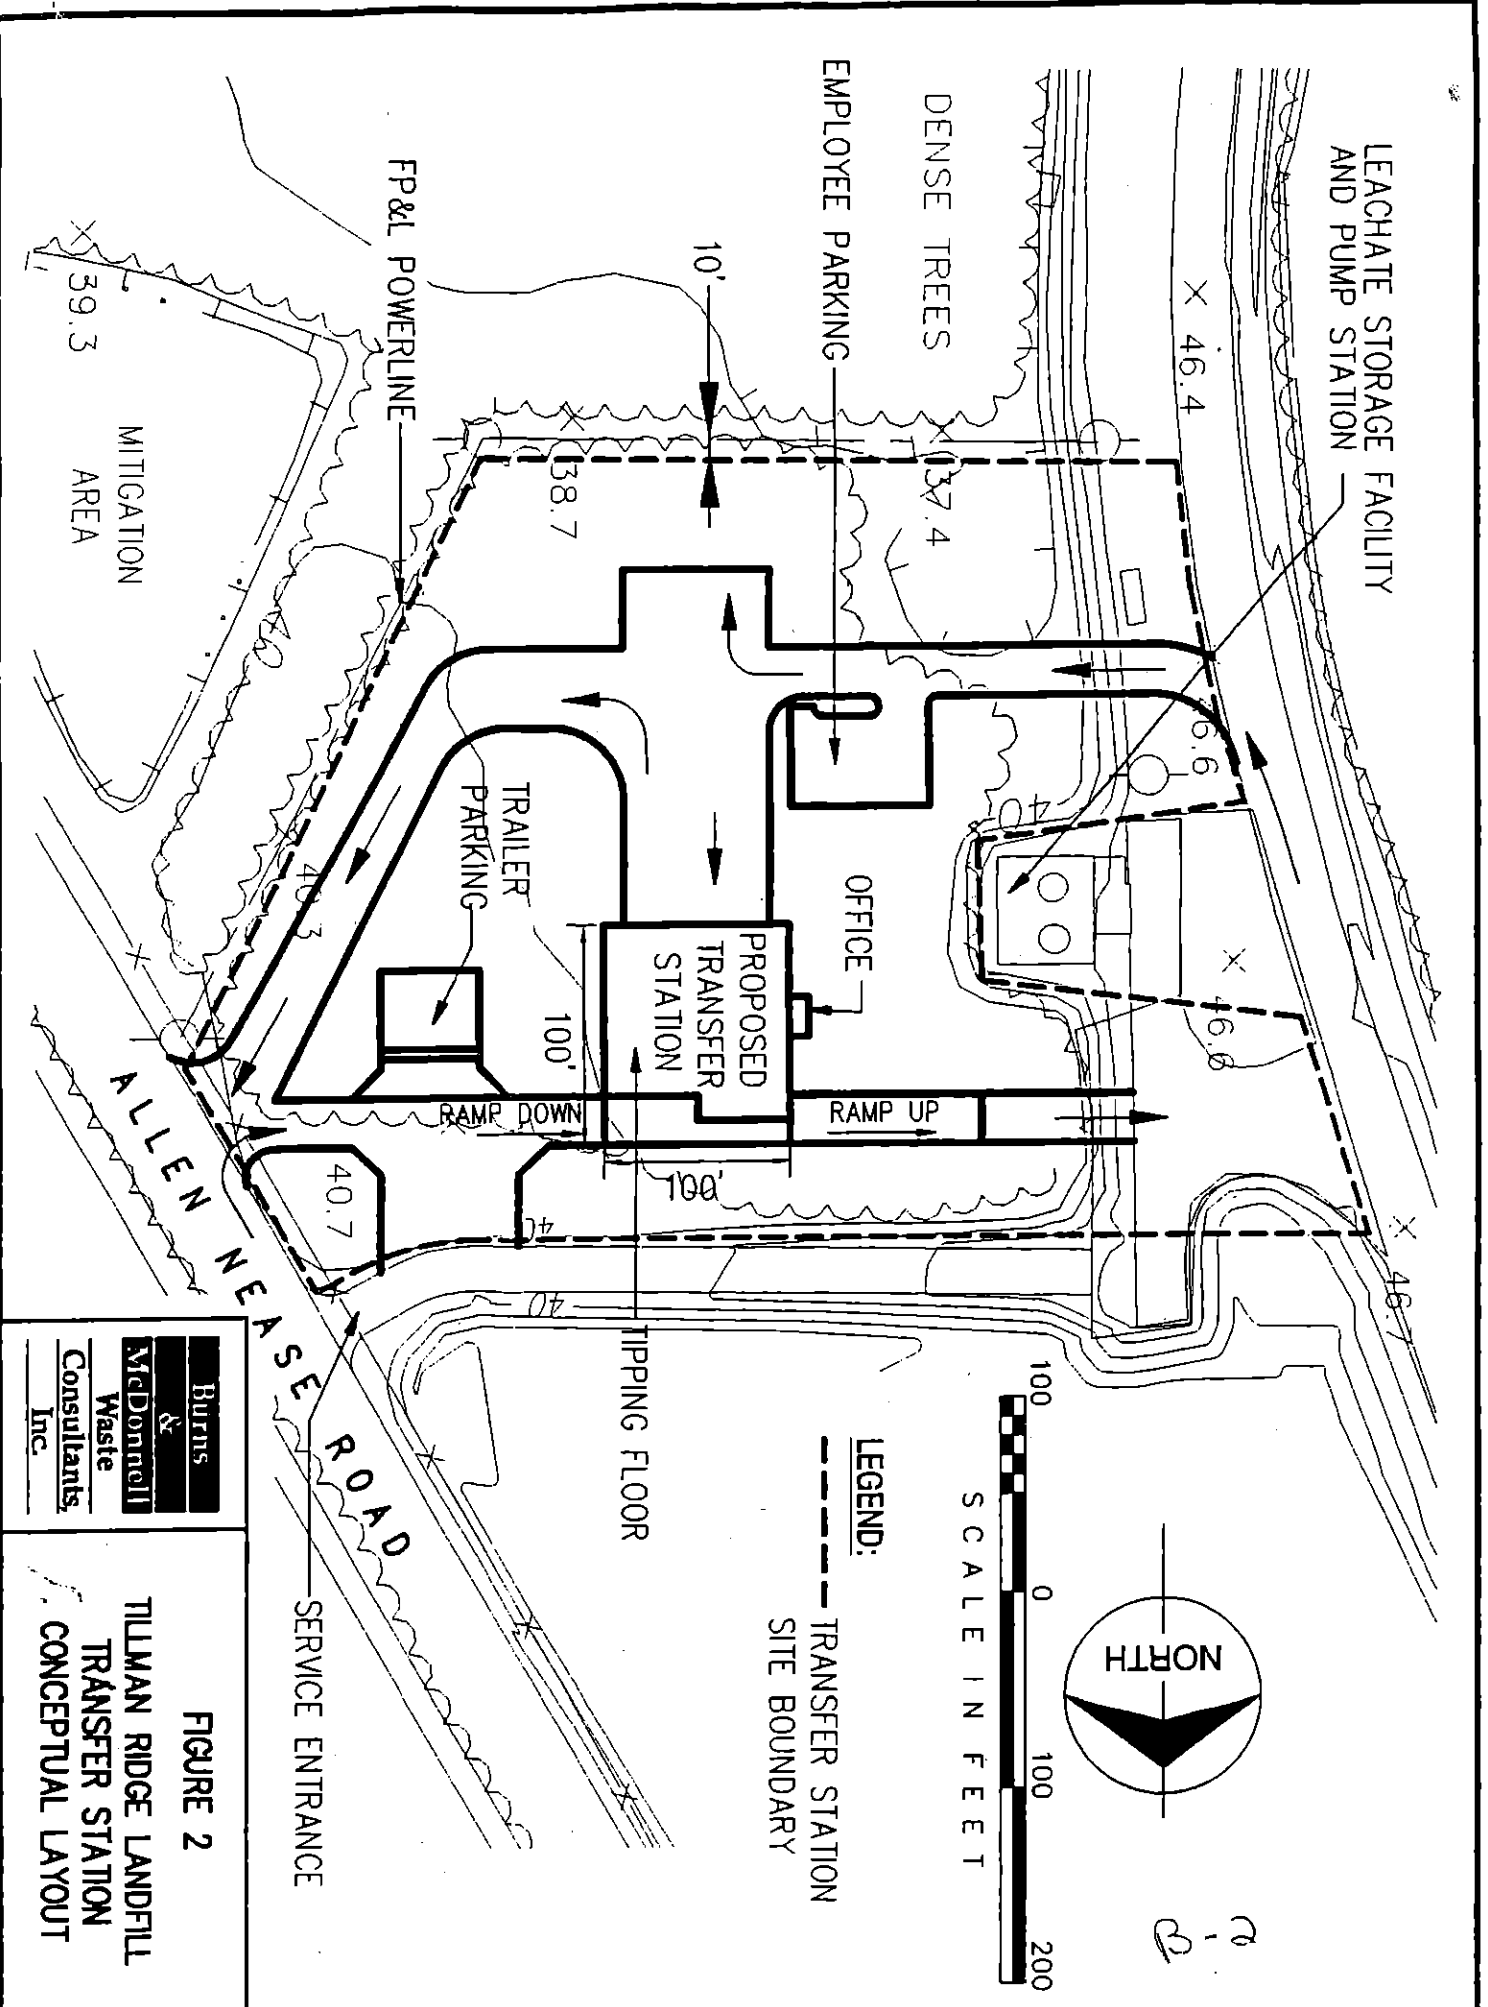 LEACHATE STORAGE FACILITY
AND PUMP STATION
× 46.4
DENSE TREES
EMPLOYEE PARKING
10'
FP&L POWERLINE
× 39.3
MITIGATION
AREA
38.7
37.4
40
46.6
46.7
40.7
40
TRAILER
PARKING
OFFICE
PROPOSED
TRANSFER
STATION
100'
100'
RAMP DOWN
RAMP UP
TIPPING FLOOR
ALLEN NEASE ROAD
SERVICE ENTRANCE
NORTH
100 0 100 200
SCALE IN FEET
LEGEND:
TRANSFER STATION
SITE BOUNDARY
Burns
&
McDonnell
Waste
Consultants,
Inc.
FIGURE 2
TILLMAN RIDGE LANDFILL
TRANSFER STATION
CONCEPTUAL LAYOUT